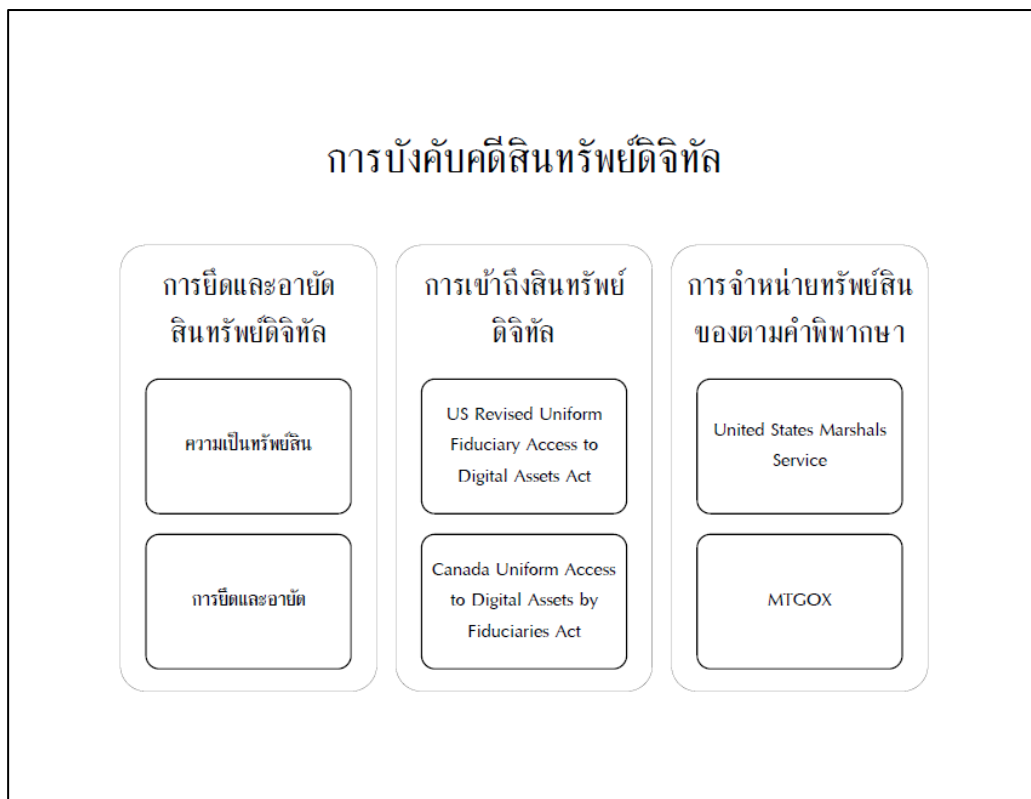 การบังคับคดีสินทรัพย์ดิจิทัล
การยึดและอายัด
สินทรัพย์ดิจิทัล
ความเป็นทรัพย์สิน
การยึดและอายัด
การเข้าถึงสินทรัพย์
ดิจิทัล
US Revised Uniform
Fiduciary Access to
Digital Assets Act
Canada Uniform Access
to Digital Assets by
Fiduciaries Act
การจำหน่ายทรัพย์สิน
ของตามคำพิพากษา
United States Marshals
Service
MTGOX